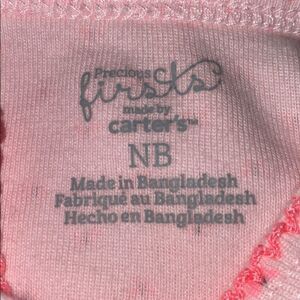 Precious
firsts
made by
carter's™
NB
Made in Bangladesh
Fabriqué au Bangladesh
Hecho en Bangladesh